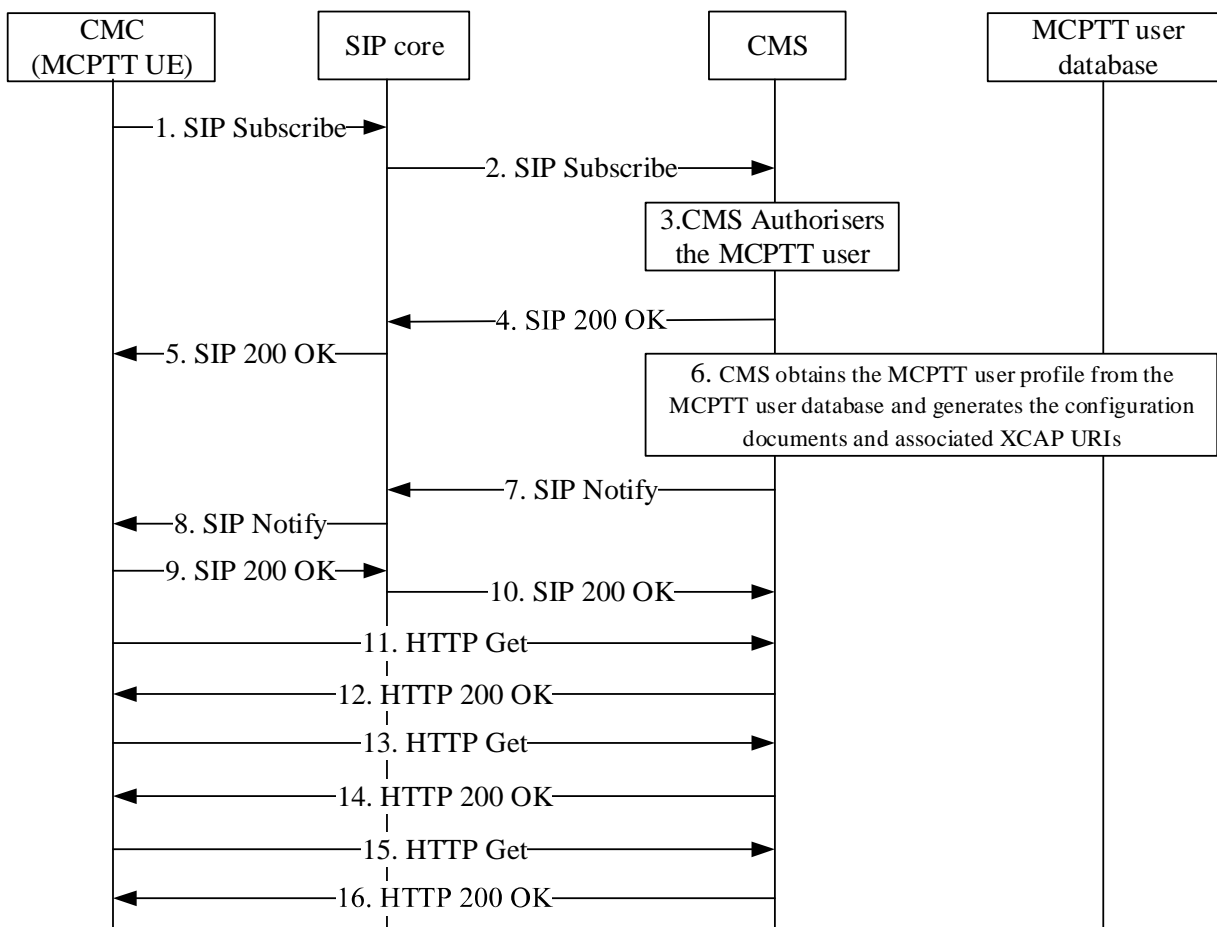 CMC
(MCPTT UE)
SIP core
CMS
MCPTT user
database
1. SIP Subscribe
2. SIP Subscribe
3.CMS Authorisers
the MCPTT user
4. SIP 200 OK
5. SIP 200 OK
6. CMS obtains the MCPTT user profile from the
MCPTT user database and generates the configuration
documents and associated XCAP URIs
7. SIP Notify
8. SIP Notify
9. SIP 200 OK
10. SIP 200 OK
11. HTTP Get
12. HTTP 200 OK
13. HTTP Get
14. HTTP 200 OK
15. HTTP Get
16. HTTP 200 OK